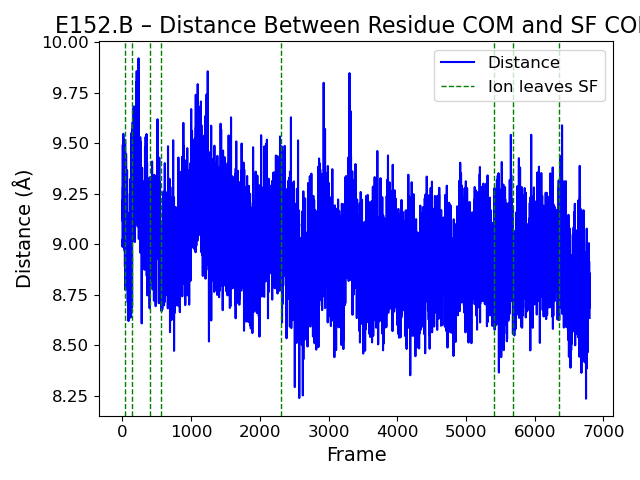 E152.B – Distance Between Residue COM and SF CO
Distance
Ion leaves SF
Distance (Å)
10.00
9.75
9.50
9.25
9.00
8.75
8.50
8.25
0 1000 2000 3000 4000 5000 6000 7000
Frame